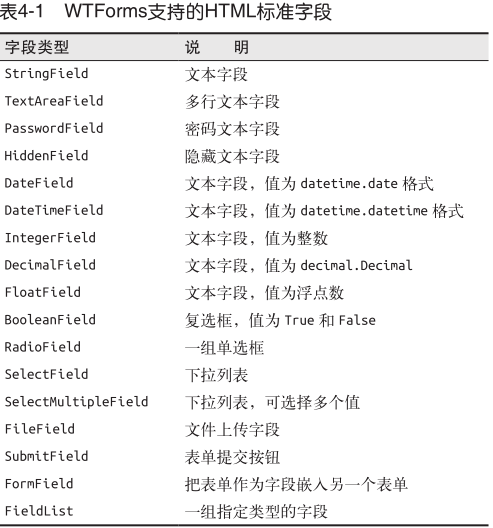 表4-1 WTForms支持的HTML标准字段
字段类型 说 明
StringField 文本字段
TextAreaField 多行文本字段
PasswordField 密码文本字段
HiddenField 隐藏文本字段
DateField 文本字段，值为 datetime.date 格式
DateTimeField 文本字段，值为 datetime.datetime 格式
IntegerField 文本字段，值为整数
DecimalField 文本字段，值为 decimal.Decimal
FloatField 文本字段，值为浮点数
BooleanField 复选框，值为 True 和 False
RadioField 一组单选框
SelectField 下拉列表
SelectMultipleField 下拉列表，可选择多个值
FileField 文件上传字段
SubmitField 表单提交按钮
FormField 把表单作为字段嵌入另一个表单
FieldList 一组指定类型的字段